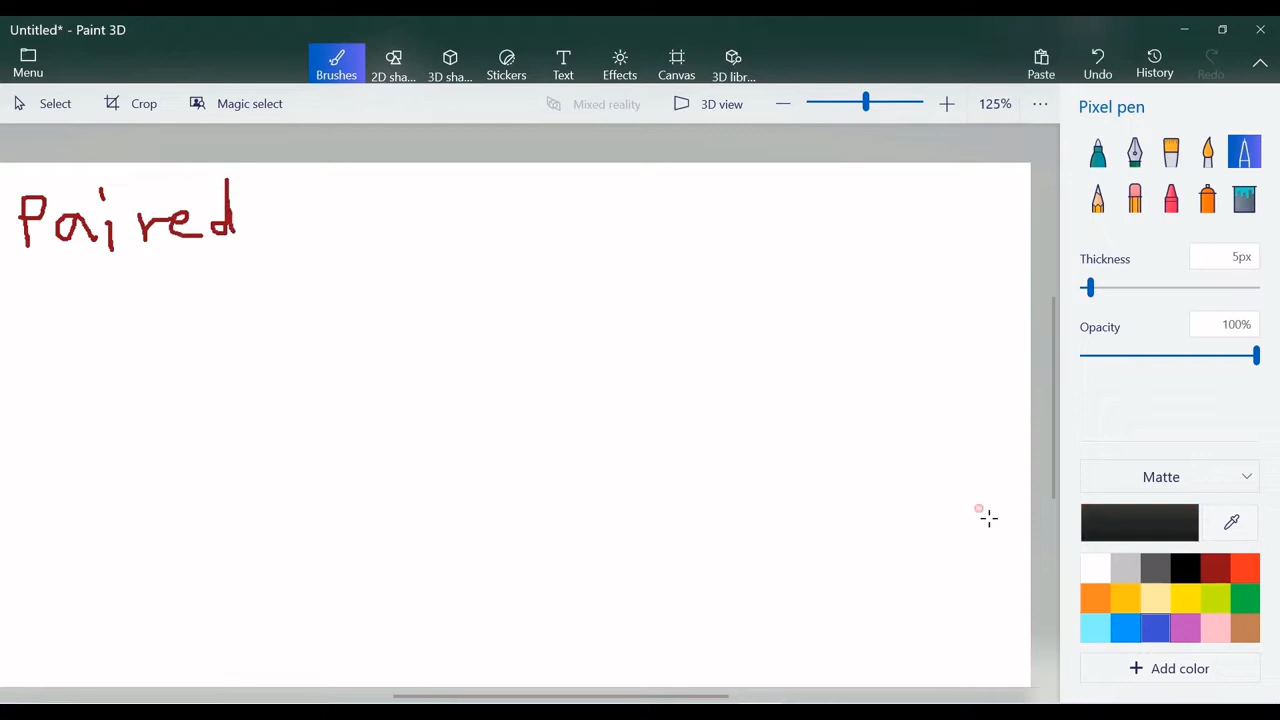 Untitled* - Paint 3D
Menu
Brushes
2D sha...
3D sha...
Stickers
Text
Effects
Canvas
3D libr...
Paste
Undo
History
Redo
Select
Crop
Magic select
Mixed reality
3D view
125%
Pixel pen
Paired
Thickness
5px
Opacity
100%
Matte
Add color